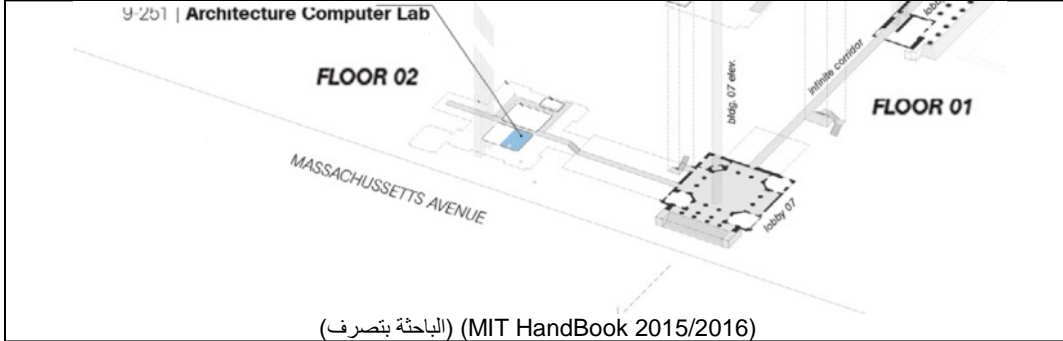 9-251 | Architecture Computer Lab
lobby
FLOOR 02
bldg. 07 elev.
infinite corridor
FLOOR 01
MASSACHUSSETTS AVENUE
lobby 07
(MIT HandBook 2015/2016) (الباحثة بتصرف)